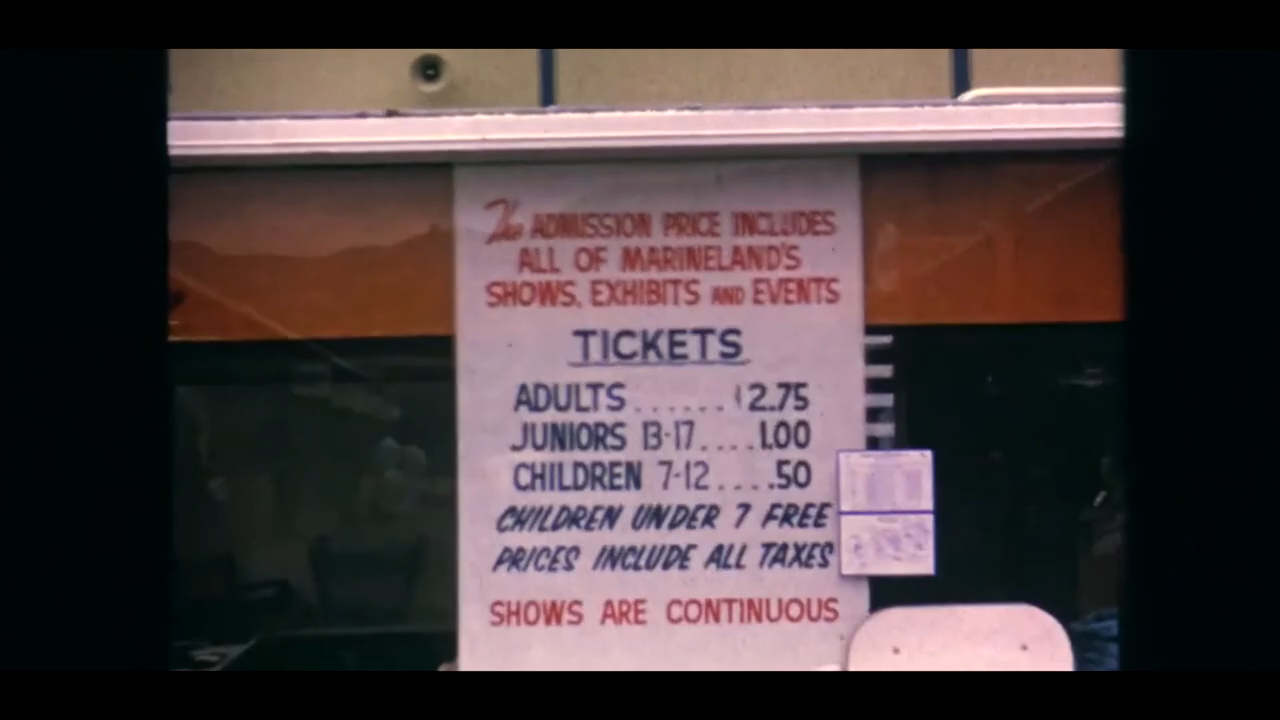 The ADMISSION PRICE INCLUDES
ALL OF MARINELAND'S
SHOWS, EXHIBITS AND EVENTS
TICKETS
ADULTS ...... $2.75
JUNIORS 13-17....1.00
CHILDREN 7-12 ....50
CHILDREN UNDER 7 FREE
PRICES INCLUDE ALL TAXES
SHOWS ARE CONTINUOUS